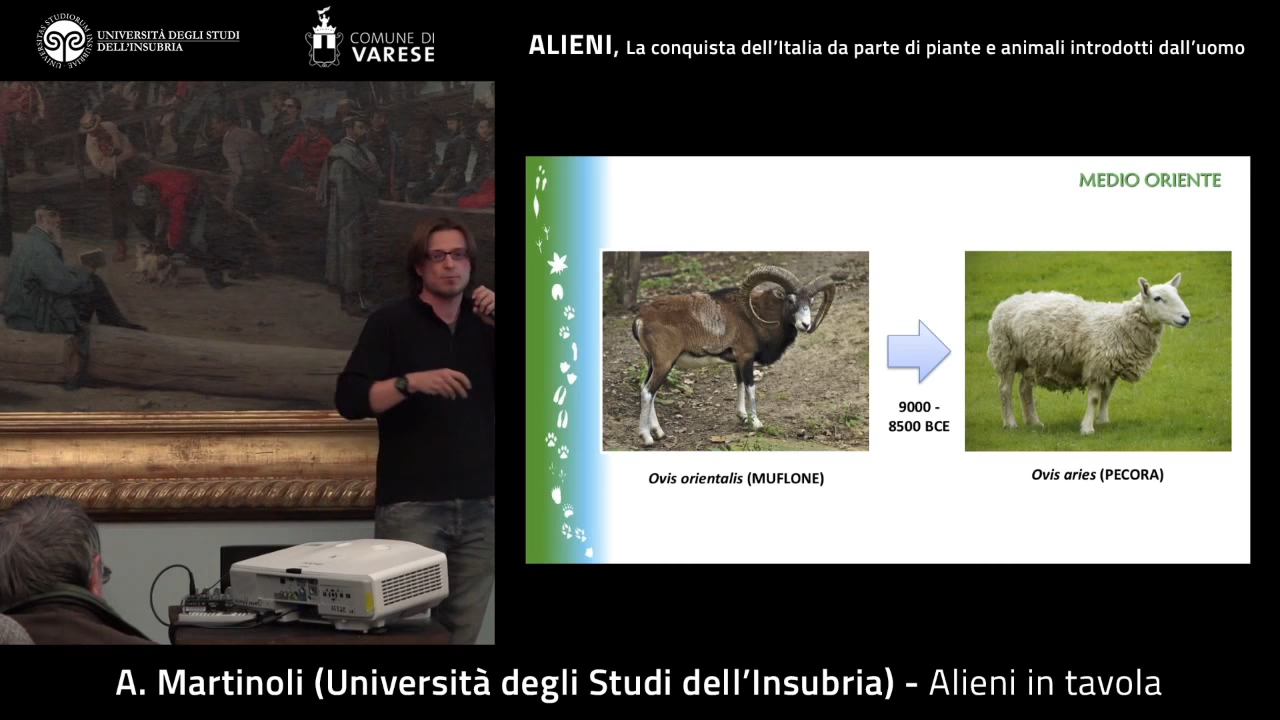 UNIVERSITÀ DEGLI STUDI
DELL'INSUBRIA
COMUNE DI
VARESE
ALIENI, La conquista dell'Italia da parte di piante e animali introdotti dall'uomo
MEDIO ORIENTE
9000 -
8500 BCE
Ovis orientalis (MUFLONE)
Ovis aries (PECORA)
A. Martinoli (Università degli Studi dell'Insubria) - Alieni in tavola